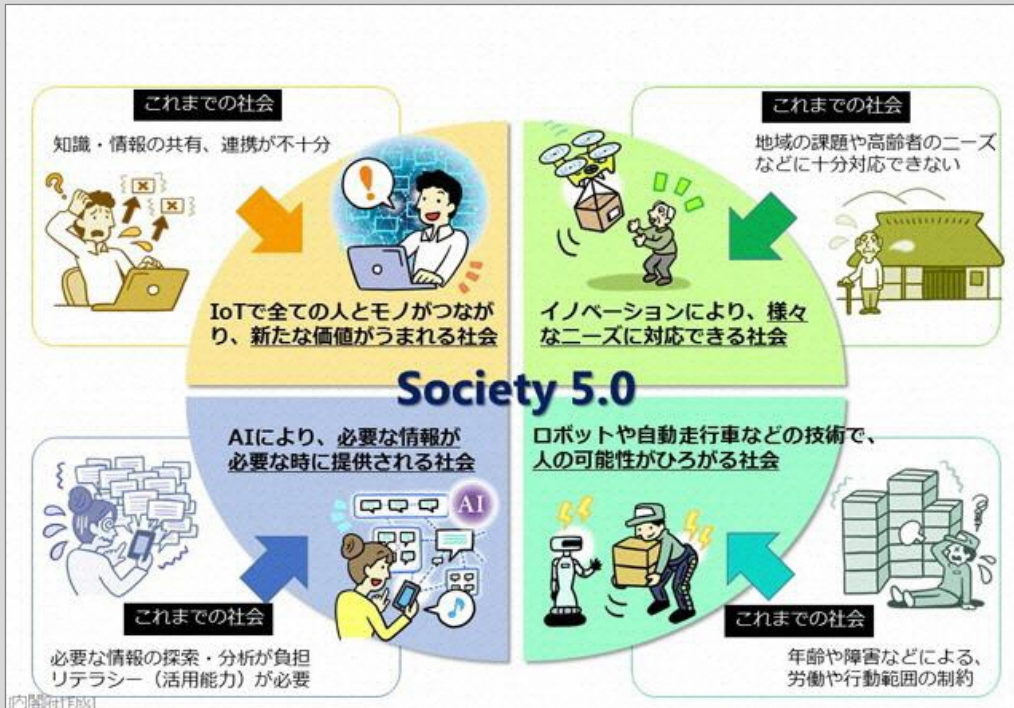 これまでの社会
知識・情報の共有、連携が不十分
IoTで全ての人とモノがつなが
り、新たな価値がうまれる社会
これまでの社会
地域の課題や高齢者のニーズ
などに十分対応できない
イノベーションにより、様々
なニーズに対応できる社会
Society 5.0
AIにより、必要な情報が
必要な時に提供される社会
AI
これまでの社会
必要な情報の探索・分析が負担
リテラシー（活用能力）が必要
ロボットや自動走行車などの技術で、
人の可能性がひろがる社会
これまでの社会
年齢や障害などによる、
労働や行動範囲の制約
[内閣府作成]